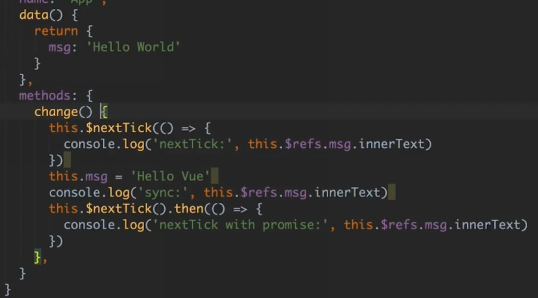 name: "App",
data() {
return {
msg: 'Hello World'
}
},
methods: {
change() {
this.$nextTick(() => {
console.log('nextTick:', this.$refs.msg.innerText)
})
this.msg = 'Hello Vue'
console.log('sync:', this.$refs.msg.innerText)
this.$nextTick().then(() => {
console.log('nextTick with promise:', this.$refs.msg.innerText)
})
},
}
}